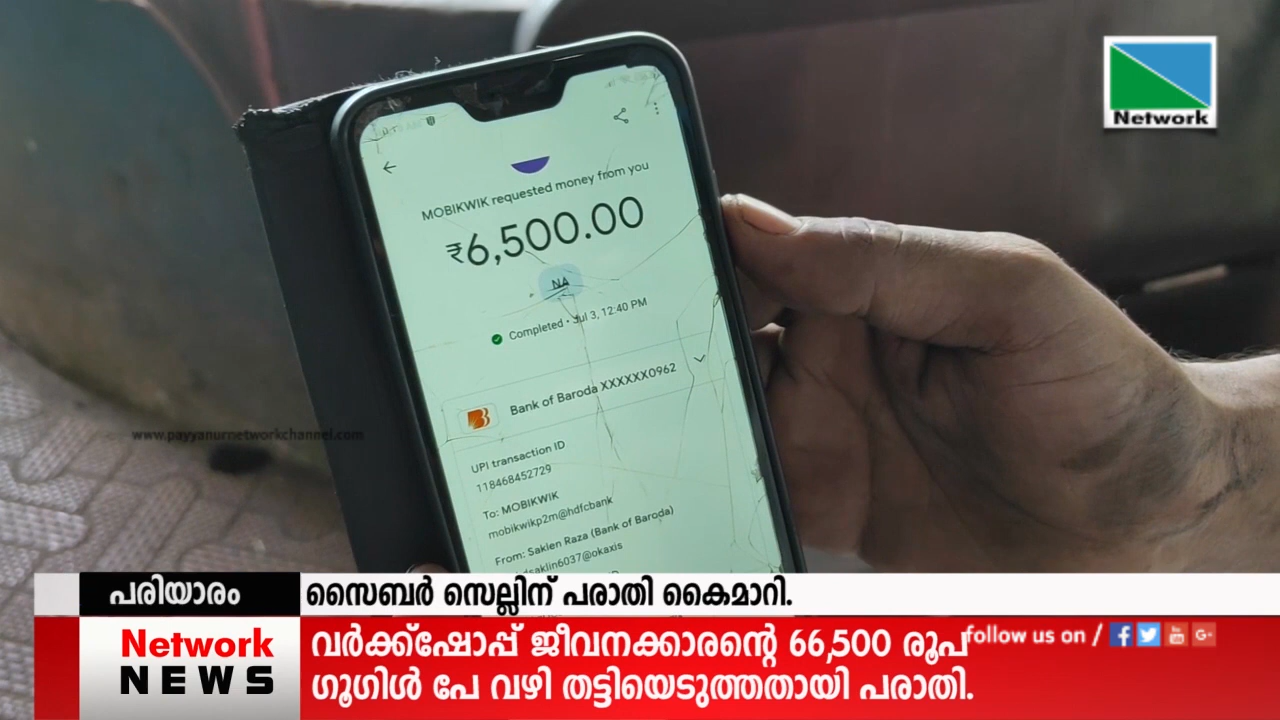 Network
MOBIKWIK requested money from you
₹6,500.00
NA
Completed • Jul 3, 12:40 PM
Bank of Baroda XXXXXX0962
UPI transaction ID
118468452729
To: MOBIKWIK
mobikwikp2m@hdfcbank
From: Saklen Raza (Bank of Baroda)
dsaklin6037@okaxis
www.payyanurnetworkchannel.com
പരിയാരം സൈബർ സെല്ലിന് പരാതി കൈമാറി.
Network NEWS
വർക്ക്ഷോപ്പ് ജീവനക്കാരന്റെ 66,500 രൂപ
ഗൂഗിൾ പേ വഴി തട്ടിയെടുത്തതായി പരാതി.
follow us on /